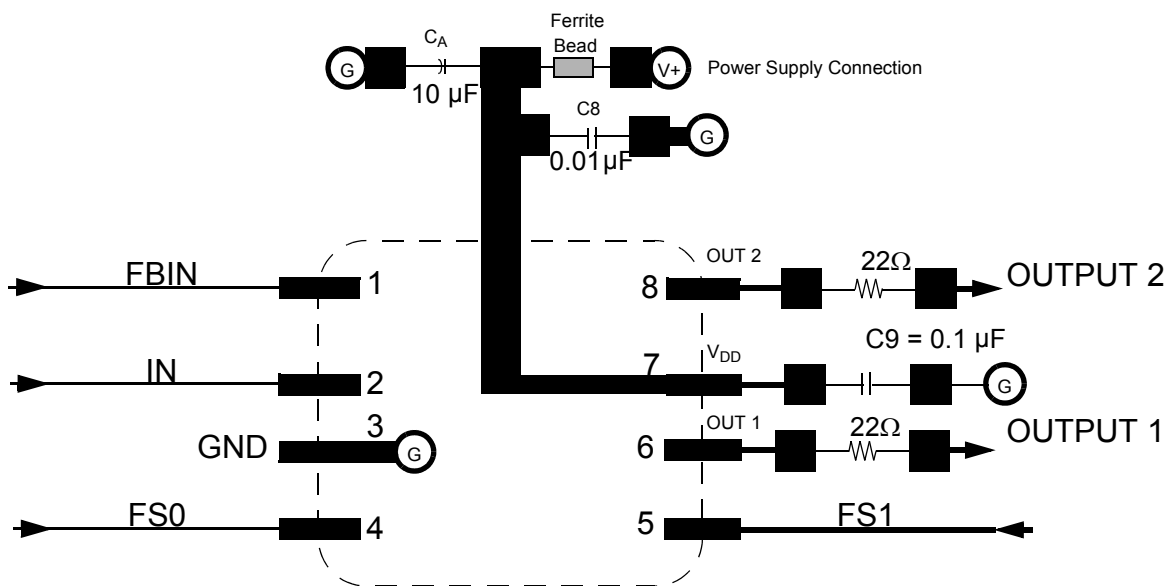 Ferrite
Bead
C_A
G
V+
Power Supply Connection
10 µF
C8
G
0.01µF
FBIN
1
OUT 2
8
22Ω
OUTPUT 2
C9 = 0.1 µF
IN
2
7
V_DD
G
3
GND
G
OUT 1
6
22Ω
OUTPUT 1
FS0
4
5
FS1